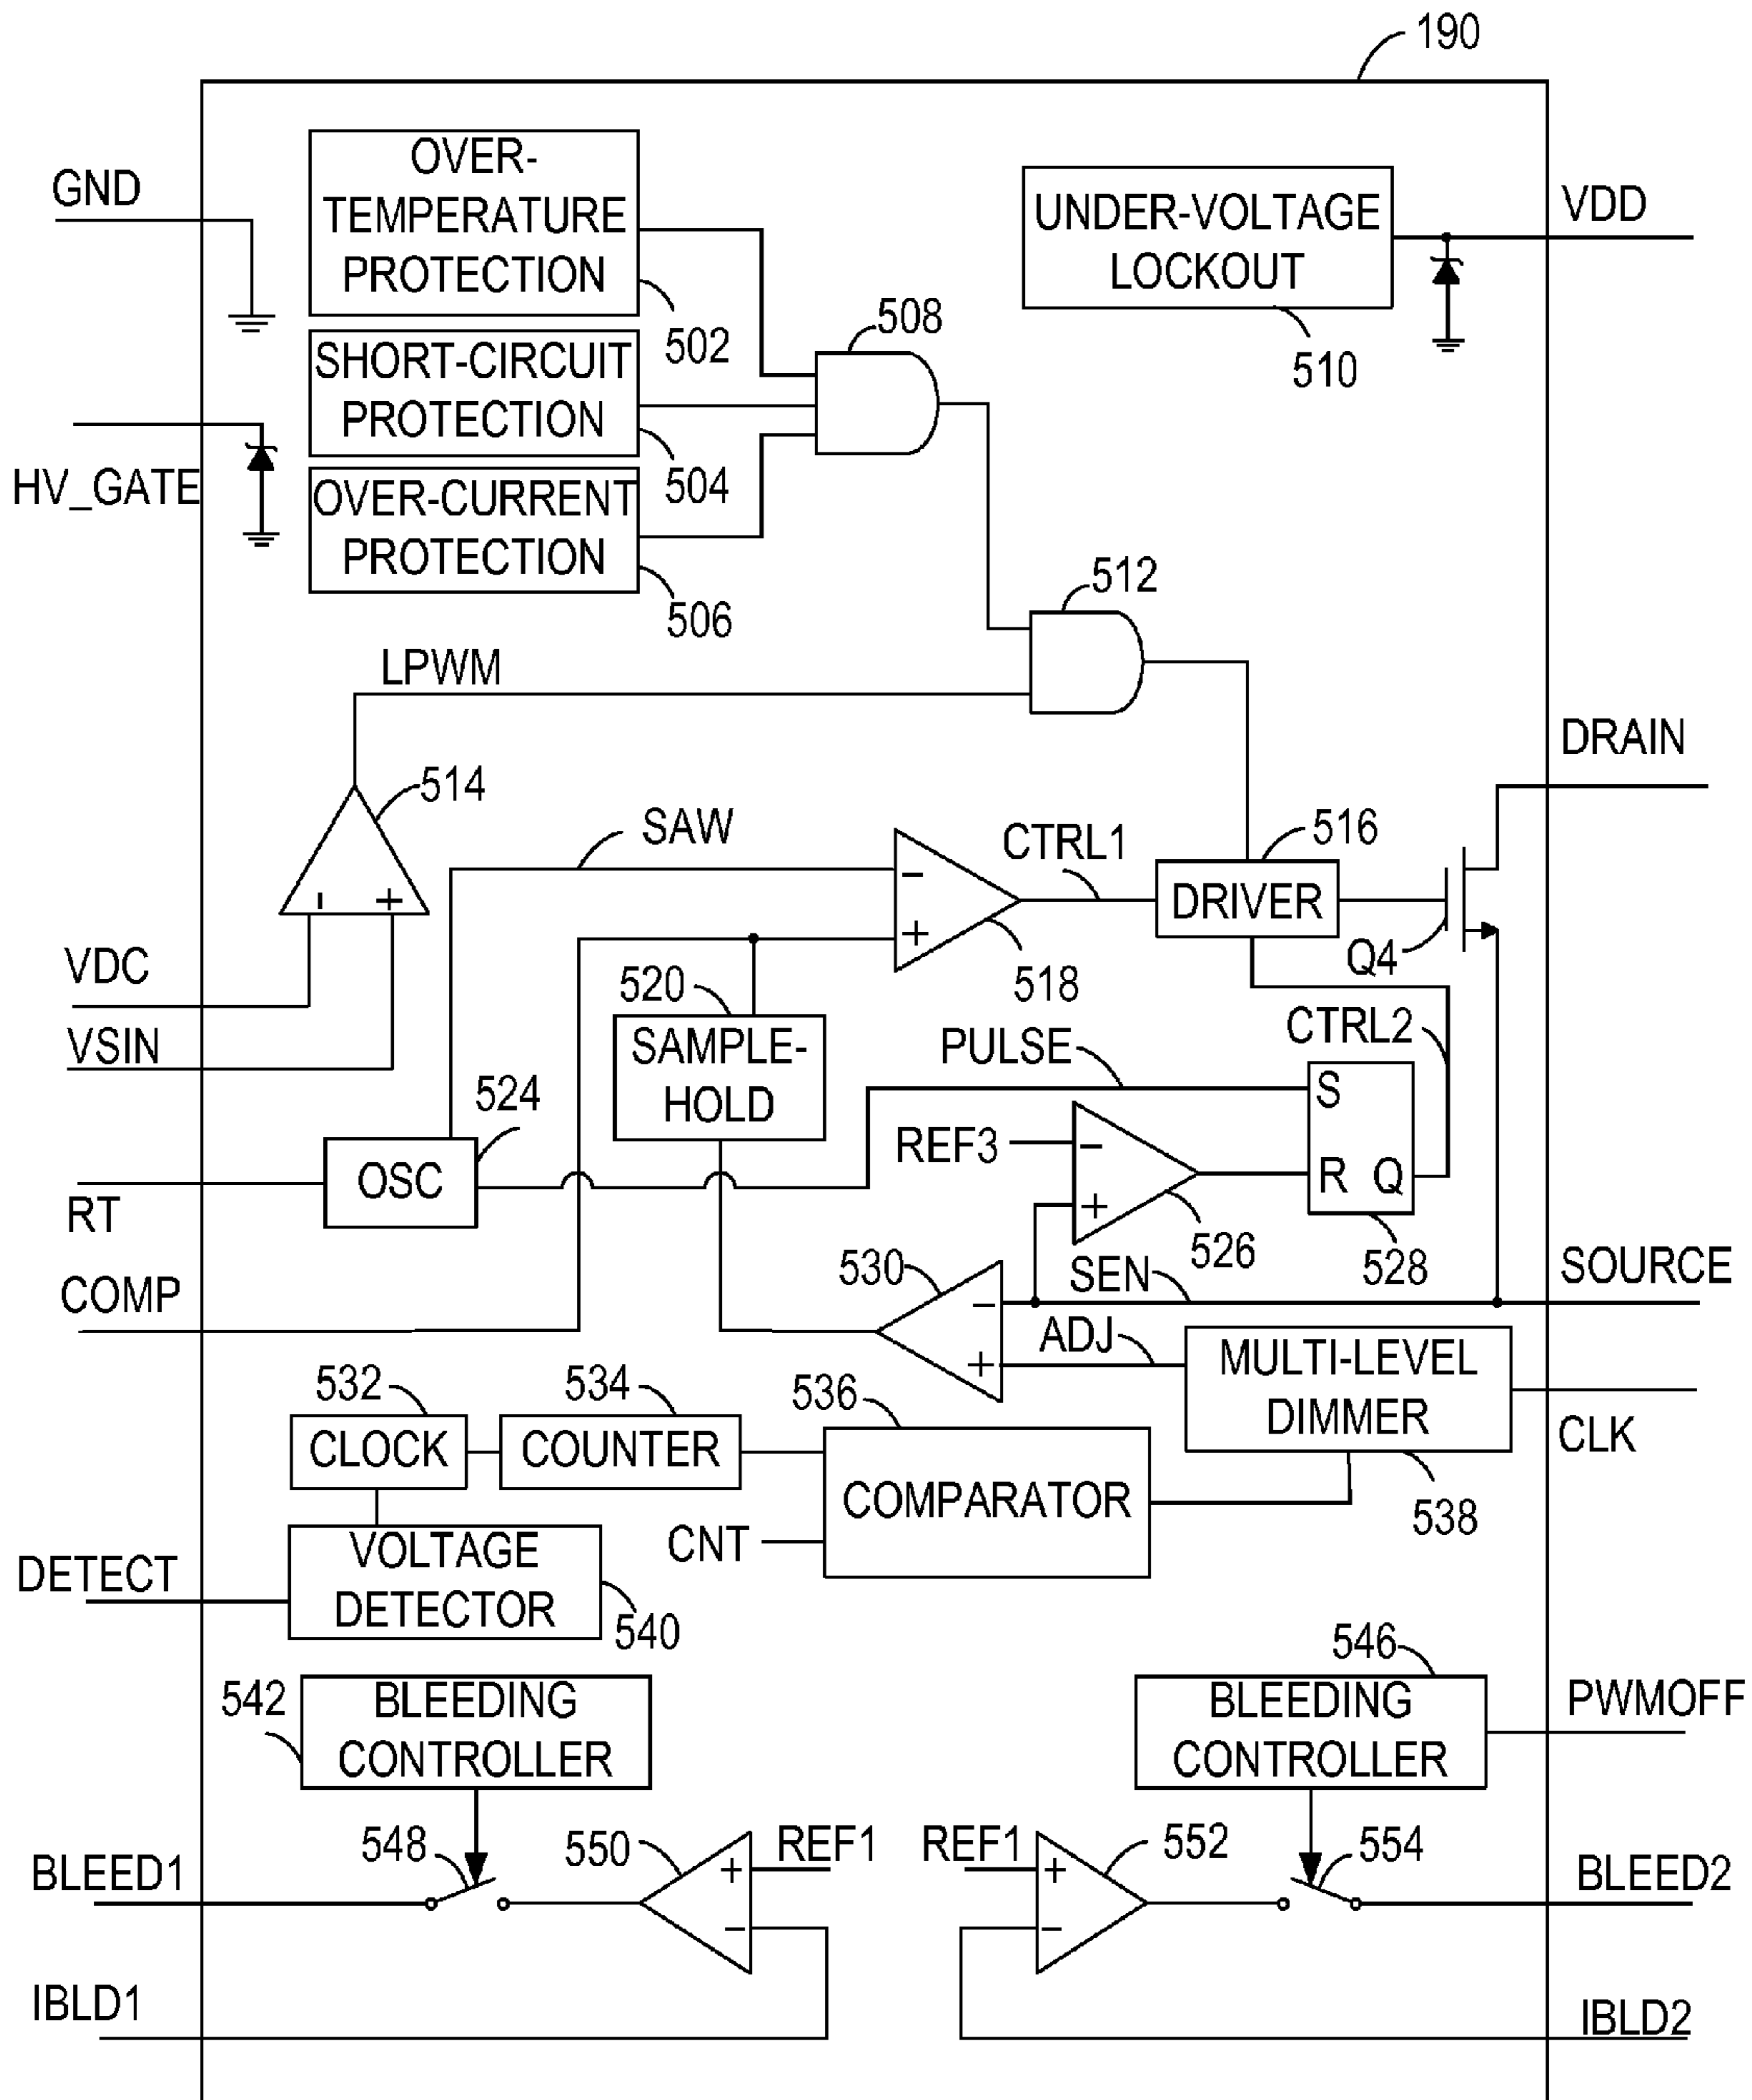 190
OVER-
TEMPERATURE
PROTECTION
502
GND
UNDER-VOLTAGE
LOCKOUT
510
VDD
SHORT-CIRCUIT
PROTECTION
504
508
HV_GATE
OVER-CURRENT
PROTECTION
506
512
LPWM
514
DRAIN
SAW
CTRL1
516
-
+
-
+
DRIVER
518
Q4
VDC
VSIN
520
SAMPLE-
HOLD
PULSE
CTRL2
524
OSC
RT
REF3
-
+
526
S
R Q
528
COMP
530
SEN
SOURCE
-
+
ADJ
MULTI-LEVEL
DIMMER
538
CLK
532
CLOCK
534
COUNTER
536
COMPARATOR
CNT
DETECT
VOLTAGE
DETECTOR
540
542
BLEEDING
CONTROLLER
546
BLEEDING
CONTROLLER
PWMOFF
BLEED1
548
550
+
-
REF1
REF1
+
-
552
554
BLEED2
IBLD1
IBLD2